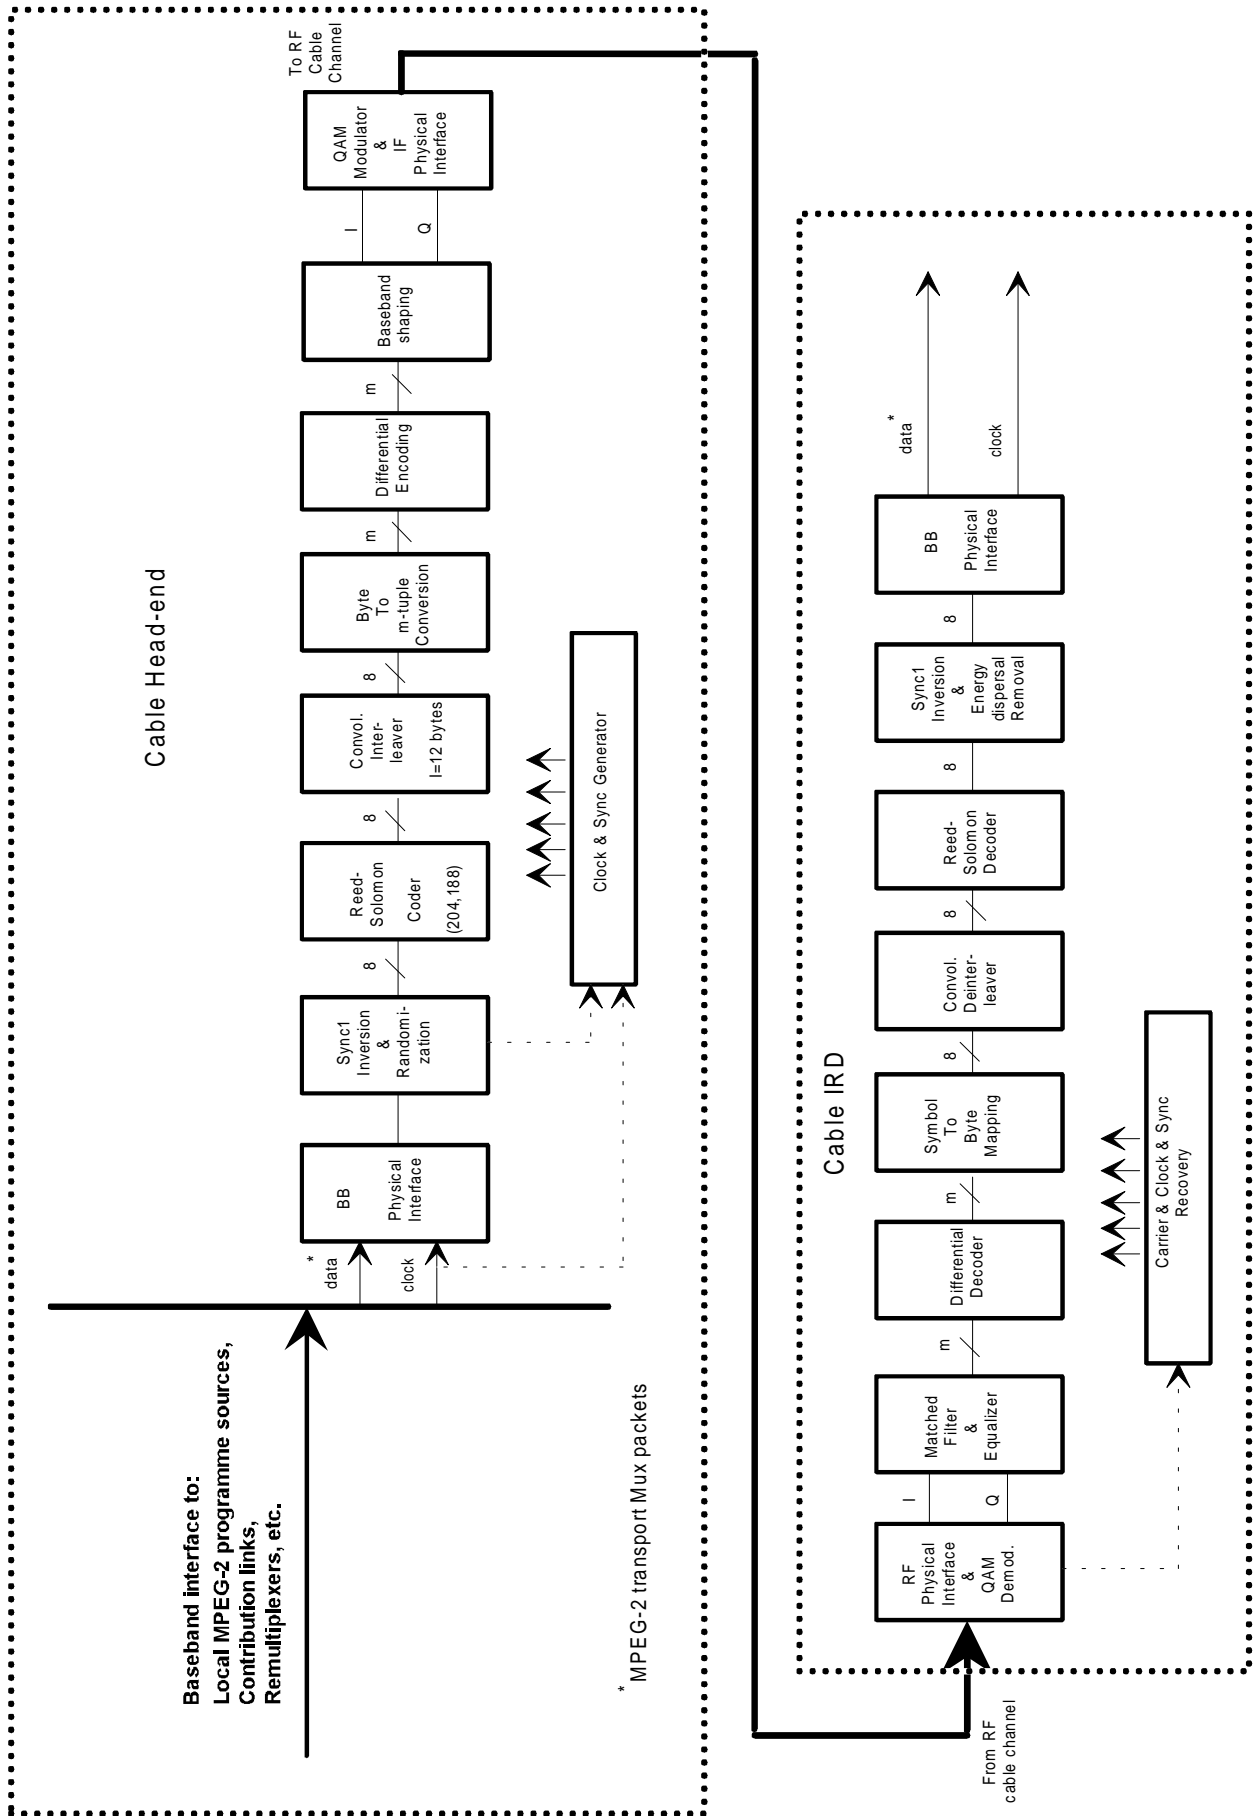 Cable Head-end
Baseband interface to:
Local MPEG-2 programme sources,
Contribution links,
Remultiplexers, etc.
data *
clock
BB
Physical
Interface
Sync1
Inversion
&
Randomi-
zation
8
Reed-
Solomon
Coder
(204,188)
8
Convol.
Inter-
leaver
I=12 bytes
8
Byte
To
m-tuple
Conversion
m
Differential
Encoding
m
Baseband
shaping
I
Q
QAM
Modulator
&
IF
Physical
Interface
To RF
Cable
Channel
Clock & Sync Generator
* MPEG-2 transport Mux packets
Cable IRD
From RF
cable channel
RF
Physical
Interface
&
QAM
Demod.
I
Q
Matched
Filter
&
Equalizer
m
Differential
Decoder
m
Symbol
To
Byte
Mapping
8
Convol.
Deinter-
leaver
8
Reed-
Solomon
Decoder
8
Sync1
Inversion
&
Energy
dispersal
Removal
8
BB
Physical
Interface
data *
clock
Carrier & Clock & Sync
Recovery